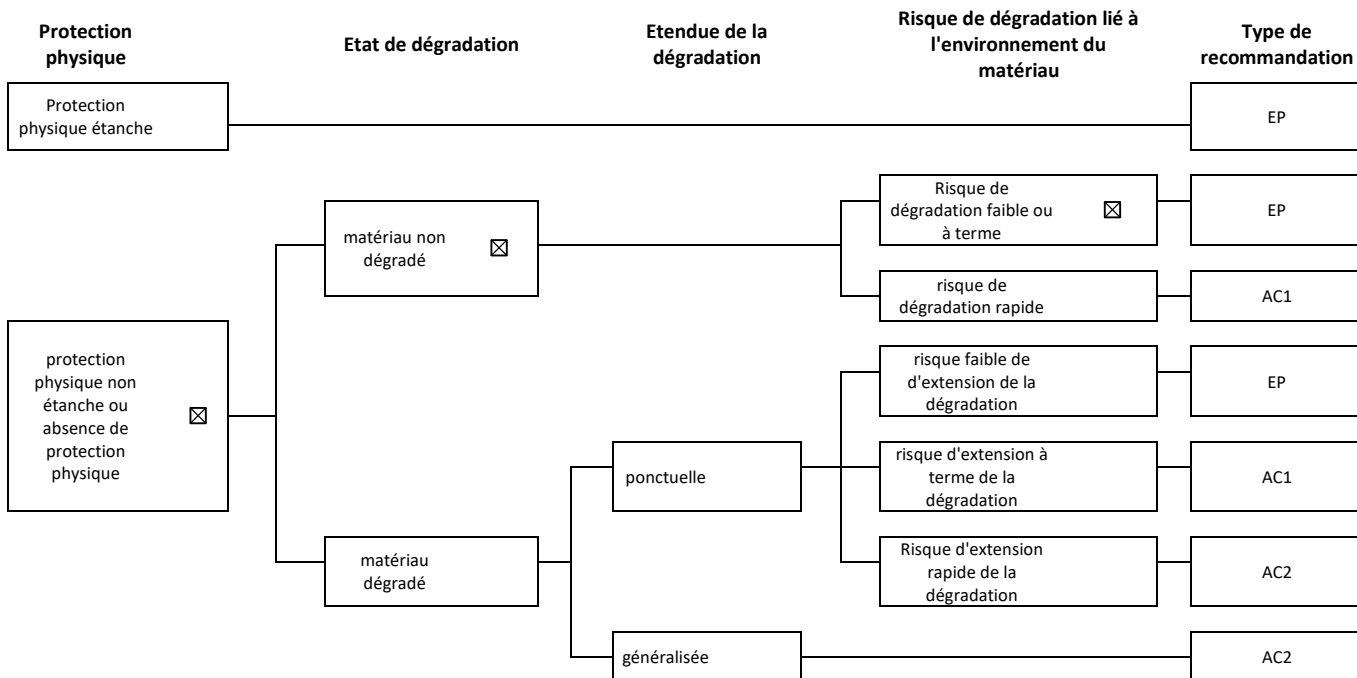 Protection
physique
Etat de dégradation
Etendue de la
dégradation
Risque de dégradation lié à
l'environnement du
matériau
Type de
recommandation
Protection
physique étanche
EP
protection
physique non
étanche ou
absence de
protection
physique
☒
matériau non
dégradé
☒
Risque de
dégradation faible ou
à terme
☒
EP
risque de
dégradation rapide
AC1
matériau
dégradé
ponctuelle
risque faible de
d'extension de la
dégradation
EP
risque d'extension à
terme de la
dégradation
AC1
Risque d'extension
rapide de la
dégradation
AC2
généralisée
AC2